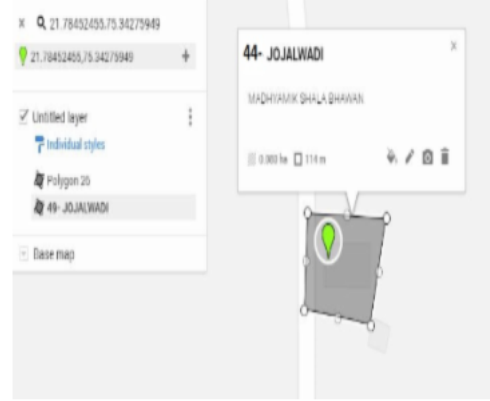 × 21.78452455,75.34275949
21.78452455,75.34275949 +
Untitled layer
Individual styles
Polygon 26
49- JOJALWADI
Base map
44- JOJALWADI ×
MADHYAMIK SHALA BHAWAN
0.000 ha 114 m